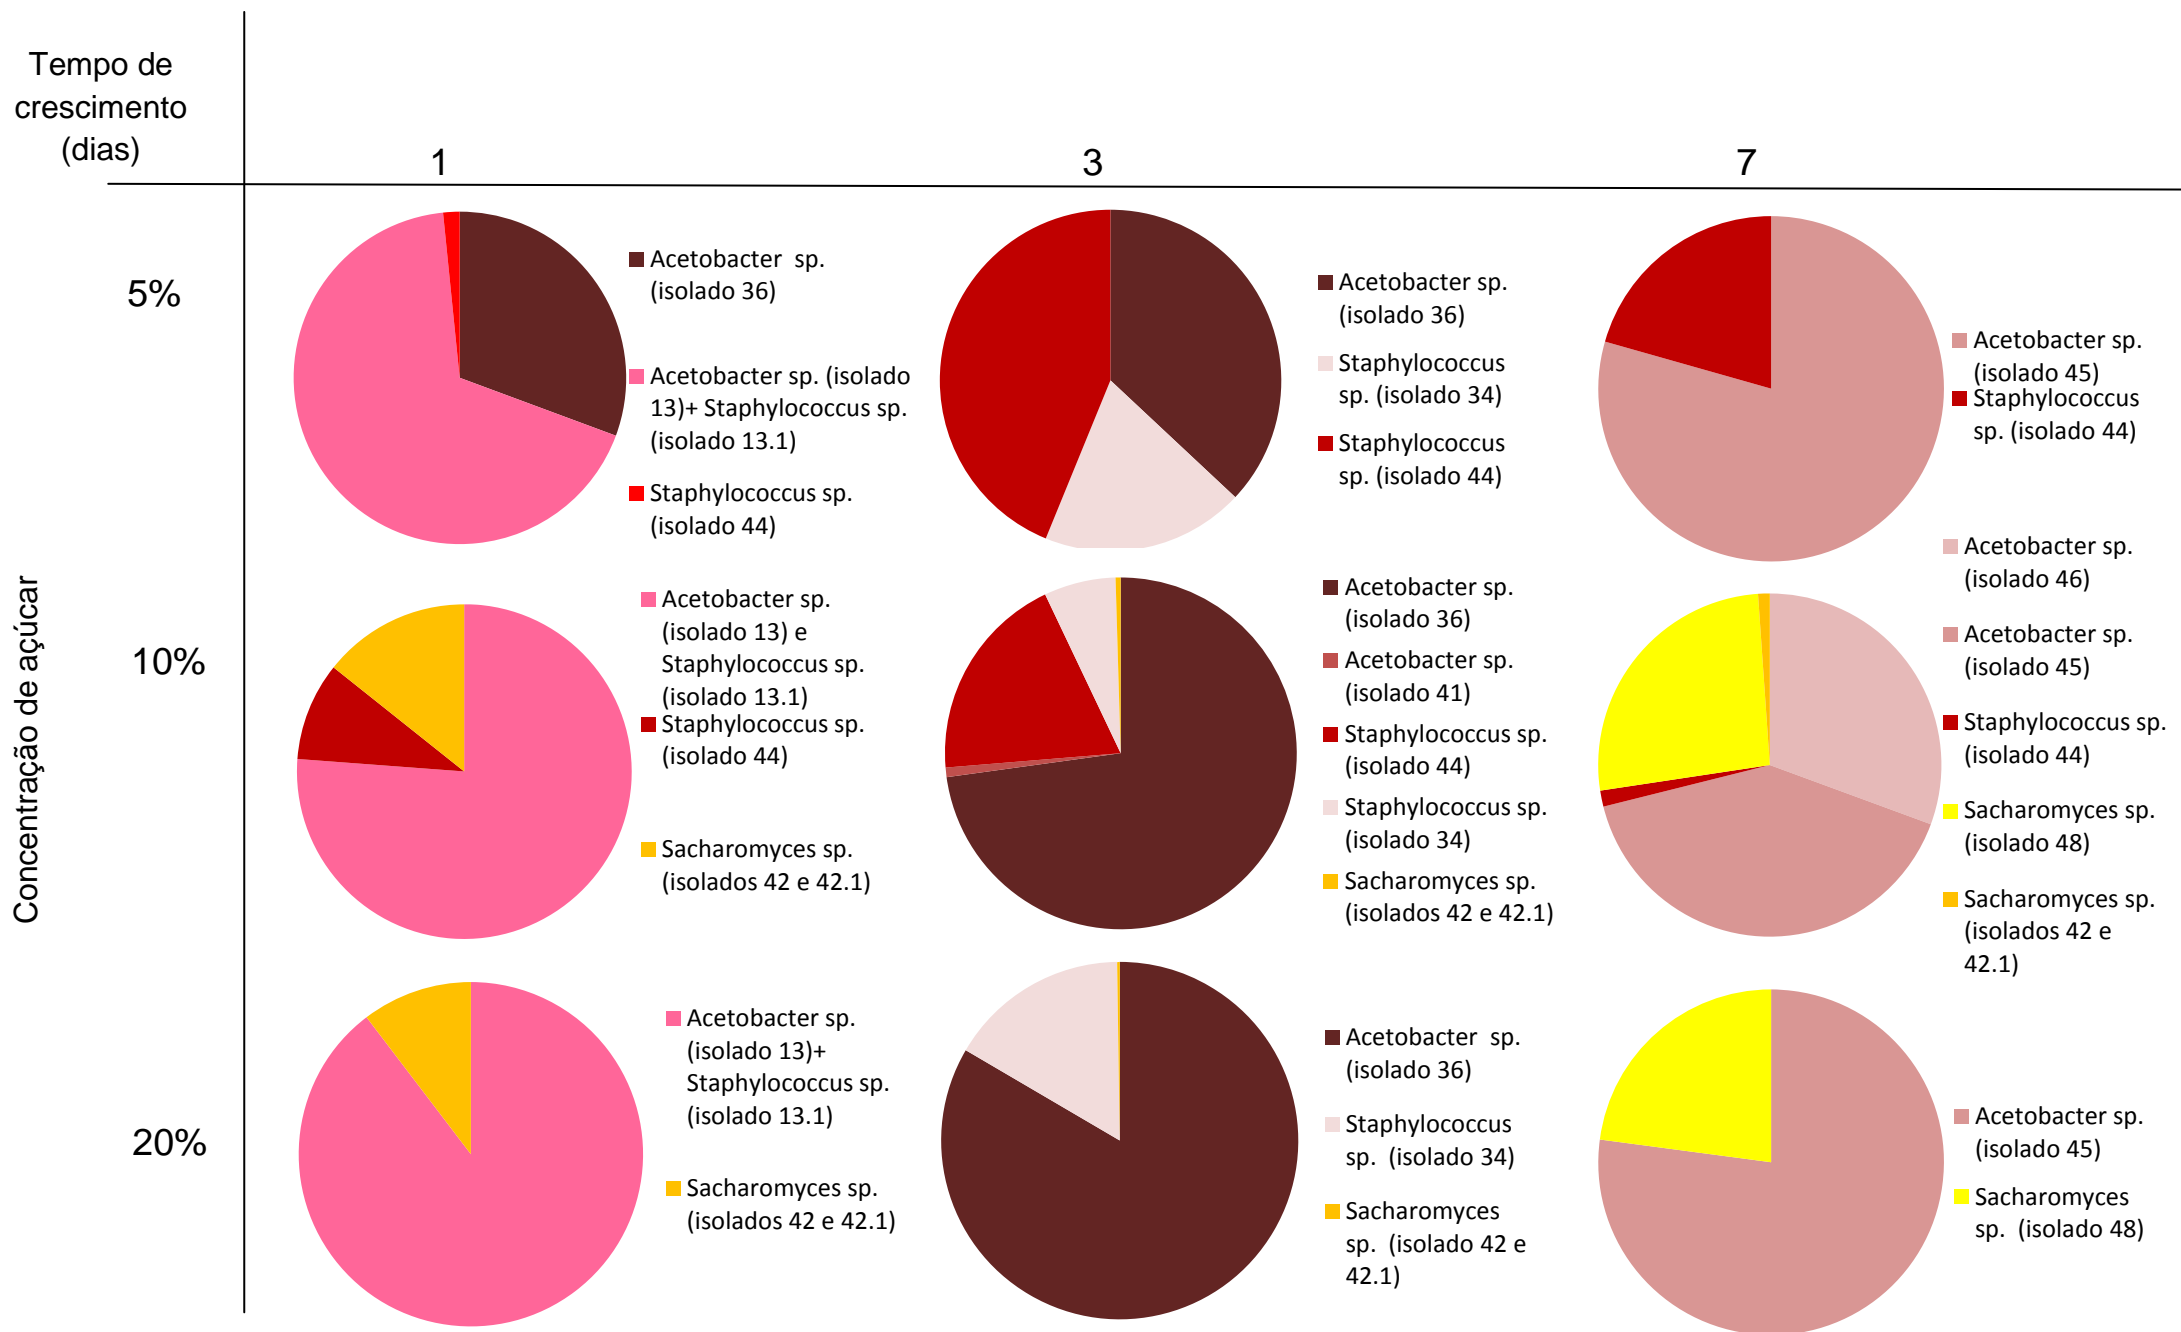 Tempo de
crescimento
(dias)
1
3
7
Concentração de açúcar
5%
Acetobacter sp.
(isolado 36)
Acetobacter sp. (isolado
13)+ Staphylococcus sp.
(isolado 13.1)
Staphylococcus sp.
(isolado 44)
Acetobacter sp.
(isolado 36)
Staphylococcus
sp. (isolado 34)
Staphylococcus
sp. (isolado 44)
Acetobacter sp.
(isolado 45)
Staphylococcus
sp. (isolado 44)
10%
Acetobacter sp.
(isolado 13) e
Staphylococcus sp.
(isolado 13.1)
Staphylococcus sp.
(isolado 44)
Sacharomyces sp.
(isolados 42 e 42.1)
Acetobacter sp.
(isolado 36)
Acetobacter sp.
(isolado 41)
Staphylococcus sp.
(isolado 44)
Staphylococcus sp.
(isolado 34)
Sacharomyces sp.
(isolados 42 e 42.1)
Acetobacter sp.
(isolado 46)
Acetobacter sp.
(isolado 45)
Staphylococcus sp.
(isolado 44)
Sacharomyces sp.
(isolado 48)
Sacharomyces sp.
(isolados 42 e
42.1)
20%
Acetobacter sp.
(isolado 13)+
Staphylococcus sp.
(isolado 13.1)
Sacharomyces sp.
(isolados 42 e 42.1)
Acetobacter sp.
(isolado 36)
Staphylococcus
sp. (isolado 34)
Sacharomyces
sp. (isolado 42 e
42.1)
Acetobacter sp.
(isolado 45)
Sacharomyces
sp. (isolado 48)